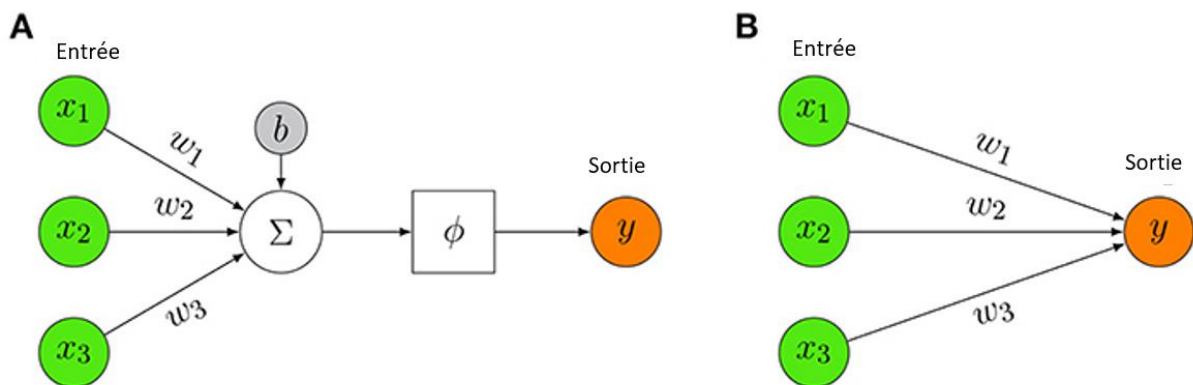 A
Entrée
x₁
w₁
b
x₂
w₂
Σ
ϕ
Sortie
y
w₃
x₃
B
Entrée
x₁
w₁
Sortie
x₂
w₂
y
w₃
x₃